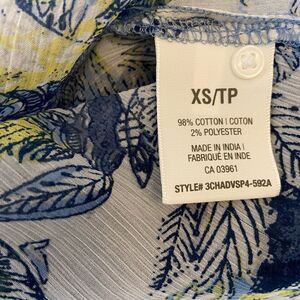 XS/TP
98% COTTON | COTON
2% POLYESTER
MADE IN INDIA |
FABRIQUÉ EN INDE
CA 03961
STYLE# 3CHADVSP4-592A